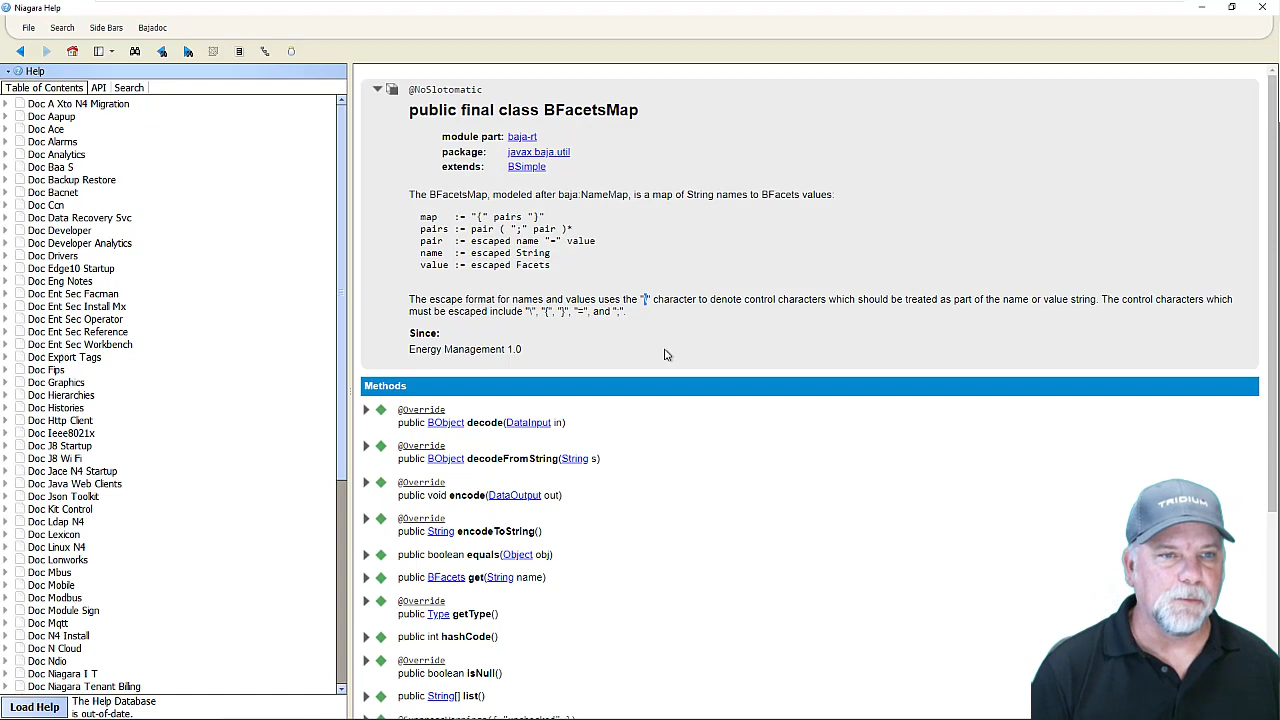 Niagara Help
File Search Side Bars Bajadoc
Help
Table of Contents API Search
Doc A Xto N4 Migration
Doc Aapup
Doc Ace
Doc Alarms
Doc Analytics
Doc Baa S
Doc Backup Restore
Doc Bacnet
Doc Ccn
Doc Data Recovery Svc
Doc Developer
Doc Developer Analytics
Doc Drivers
Doc Edge10 Startup
Doc Eng Notes
Doc Ent Sec Facman
Doc Ent Sec Install Mx
Doc Ent Sec Operator
Doc Ent Sec Reference
Doc Ent Sec Workbench
Doc Export Tags
Doc Fips
Doc Graphics
Doc Hierarchies
Doc Histories
Doc Http Client
Doc Ieee8021x
Doc J8 Startup
Doc J8 Wi Fi
Doc Jace N4 Startup
Doc Java Web Clients
Doc Json Toolkit
Doc Kit Control
Doc Ldap N4
Doc Lexicon
Doc Linux N4
Doc Lonworks
Doc Mbus
Doc Mobile
Doc Modbus
Doc Module Sign
Doc Mqtt
Doc N4 Install
Doc N Cloud
Doc Ndio
Doc Niagara I T
Doc Niagara Tenant Billing
Load Help
The Help Database
is out-of-date.
@NoSlotomatic
public final class BFacetsMap
module part: baja-rt
package: javax.baja.util
extends: BSimple
The BFacetsMap, modeled after baja:NameMap, is a map of String names to BFacets values:
map := "{" pairs "}"
pairs := pair ( ";" pair )*
pair := escaped name "=" value
name := escaped String
value := escaped Facets
The escape format for names and values uses the "\" character to denote control characters which should be treated as part of the name or value string. The control characters which
must be escaped include "\", "{", "}", "=", and ";".
Since:
Energy Management 1.0
Methods
@Override
public BObject decode(DataInput in)
@Override
public BObject decodeFromString(String s)
@Override
public void encode(DataOutput out)
@Override
public String encodeToString()
public boolean equals(Object obj)
public BFacets get(String name)
@Override
public Type getType()
public int hashCode()
@Override
public boolean isNull()
public String[] list()
TRIDIUM